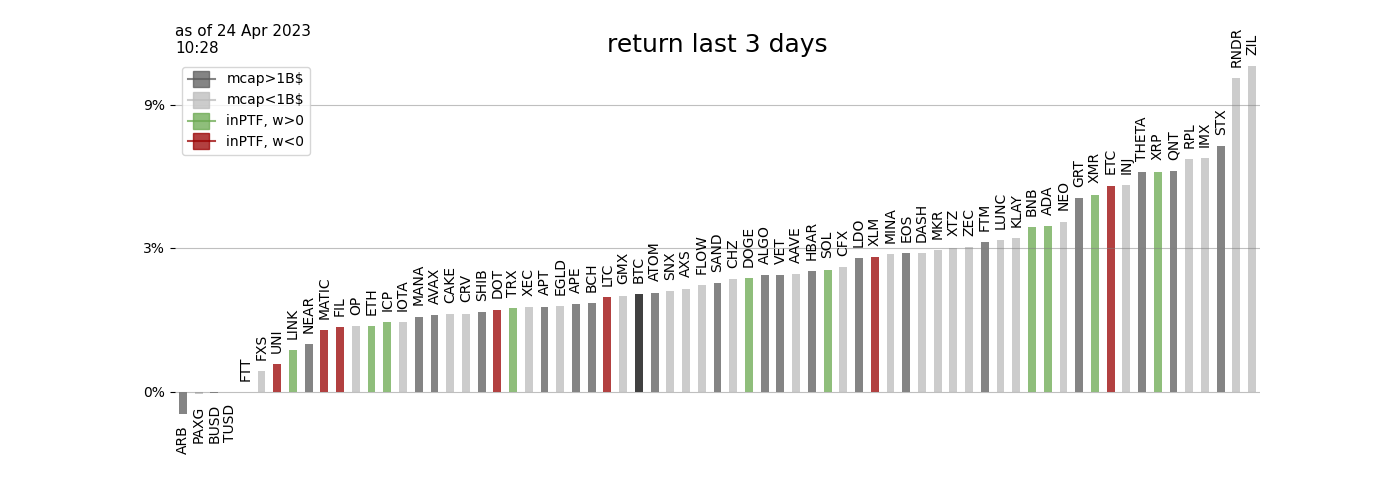 as of 24 Apr 2023
10:28
return last 3 days
mcap>1B$
mcap<1B$
inPTF, w>0
inPTF, w<0
9%
3%
0%
ARB
PAXG
BUSD
TUSD
FTT
FXS
UNI
LINK
NEAR
MATIC
FIL
OP
ETH
ICP
IOTA
MANA
AVAX
CAKE
CRV
SHIB
DOT
TRX
XEC
APT
EGLD
APE
BCH
LTC
GMX
BTC
ATOM
SNX
AXS
FLOW
SAND
CHZ
DOGE
ALGO
VET
AAVE
HBAR
SOL
CFX
LDO
XLM
MINA
EOS
DASH
MKR
XTZ
ZEC
FTM
LUNC
KLAY
BNB
ADA
NEO
GRT
XMR
ETC
INJ
THETA
XRP
QNT
RPL
IMX
STX
RNDR
ZIL